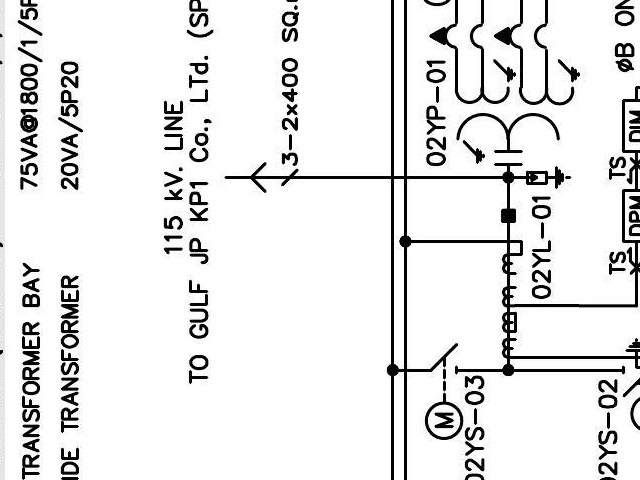 TRANSFORMER BAY 75VA@1800/1/5P
IDE TRANSFORMER 20VA/5P20
115 kV. LINE
TO GULF JP KP1 Co., LTd. (SP
3-2x400 SQ.
02YP-01
02YL-01
02YS-03
M
02YS-02
ØB ON
TS
DIM
TS
DPM